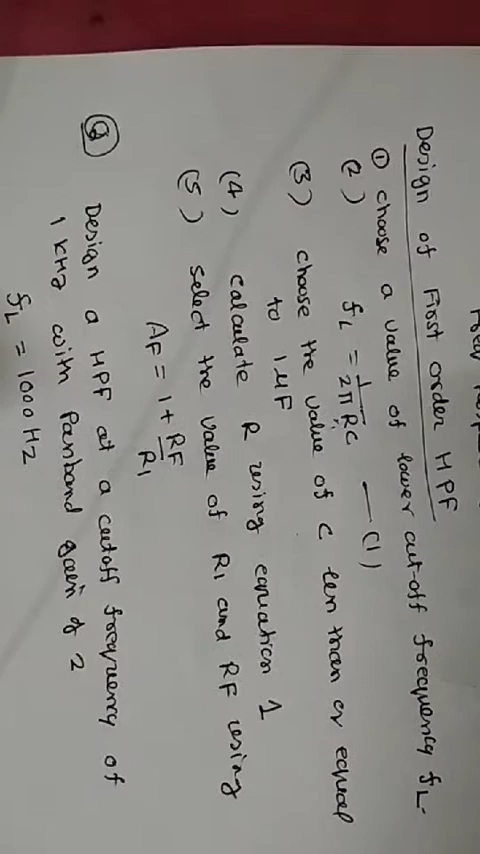 Design of First order HPF
① choose a value of lower cut-off frequency fL.
(2) fL = 1/2πRC — (1)
(3) choose the value of C less than or equal
to 1µF
(4) calculate R using equation 1
(5) select the value of R1 and RF using
AF = 1 + RF/R1
Q Design a HPF at a cutoff frequency of
1 KHz with Passband gain of 2
fL = 1000 Hz